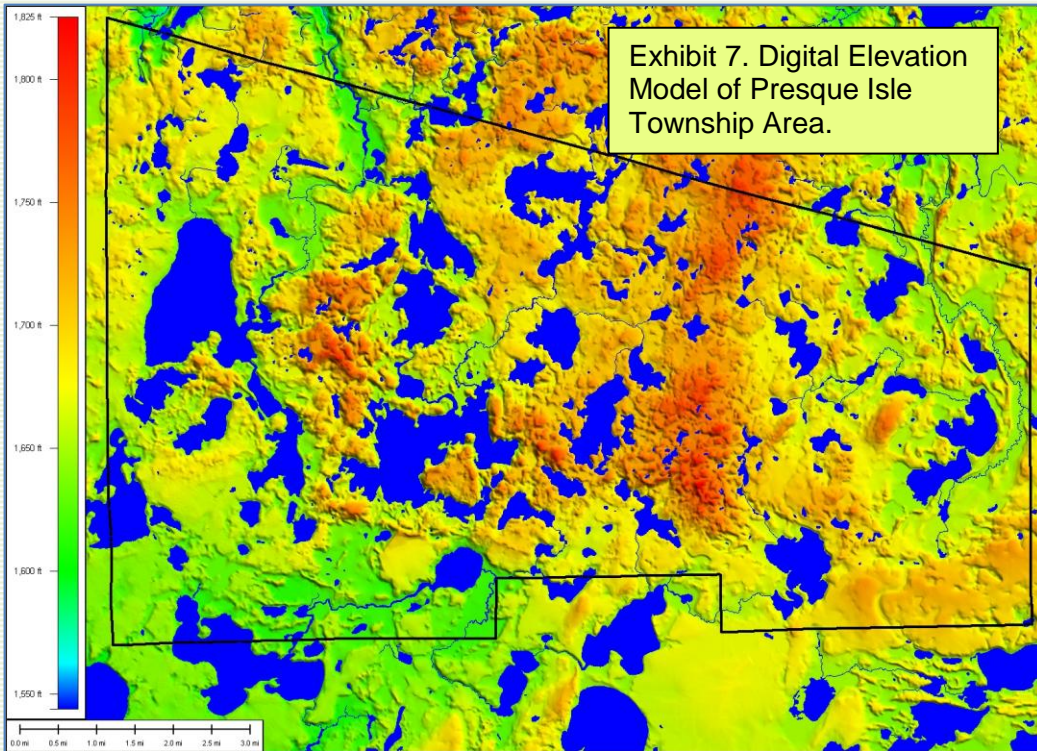 Exhibit 7. Digital Elevation
Model of Presque Isle
Township Area.
1,825 ft
1,800 ft
1,750 ft
1,700 ft
1,650 ft
1,600 ft
1,550 ft
0.0 mi 0.5 mi 1.0 mi 1.5 mi 2.0 mi 2.5 mi 3.0 mi